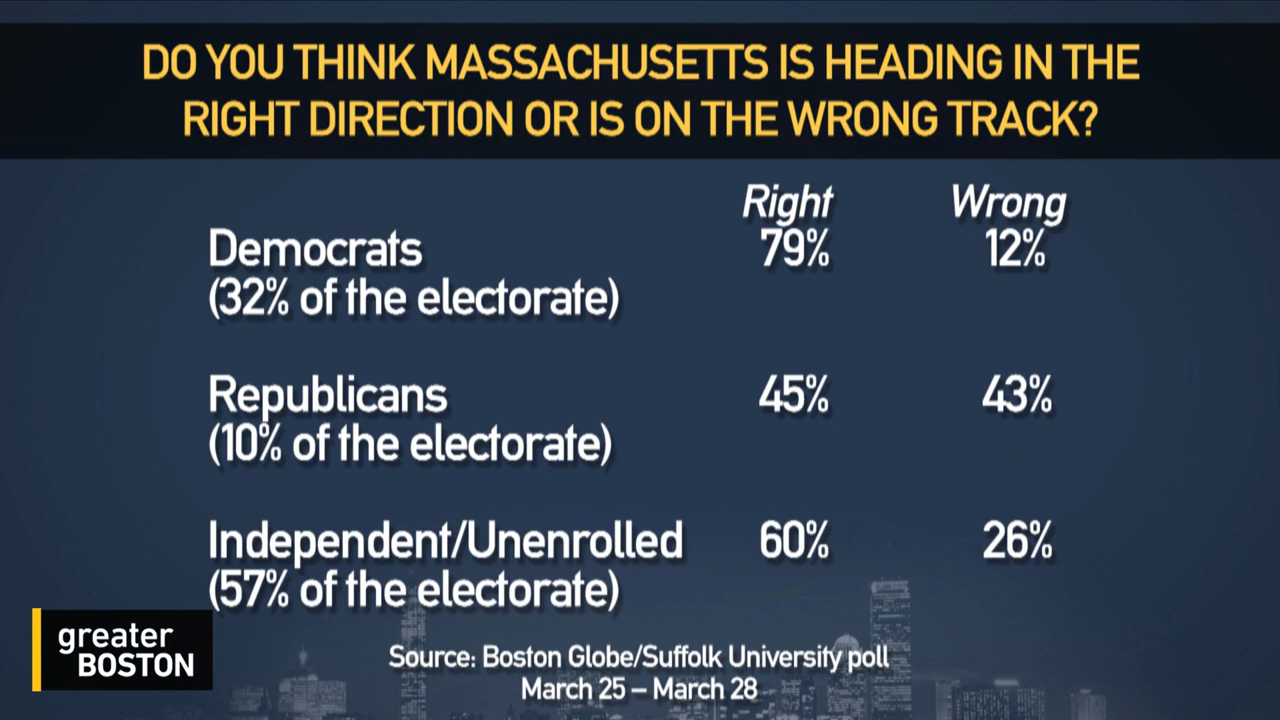 DO YOU THINK MASSACHUSETTS IS HEADING IN THE
RIGHT DIRECTION OR IS ON THE WRONG TRACK?
Right Wrong
Democrats 79% 12%
(32% of the electorate)
Republicans 45% 43%
(10% of the electorate)
Independent/Unenrolled 60% 26%
(57% of the electorate)
greater
BOSTON
Source: Boston Globe/Suffolk University poll
March 25 – March 28